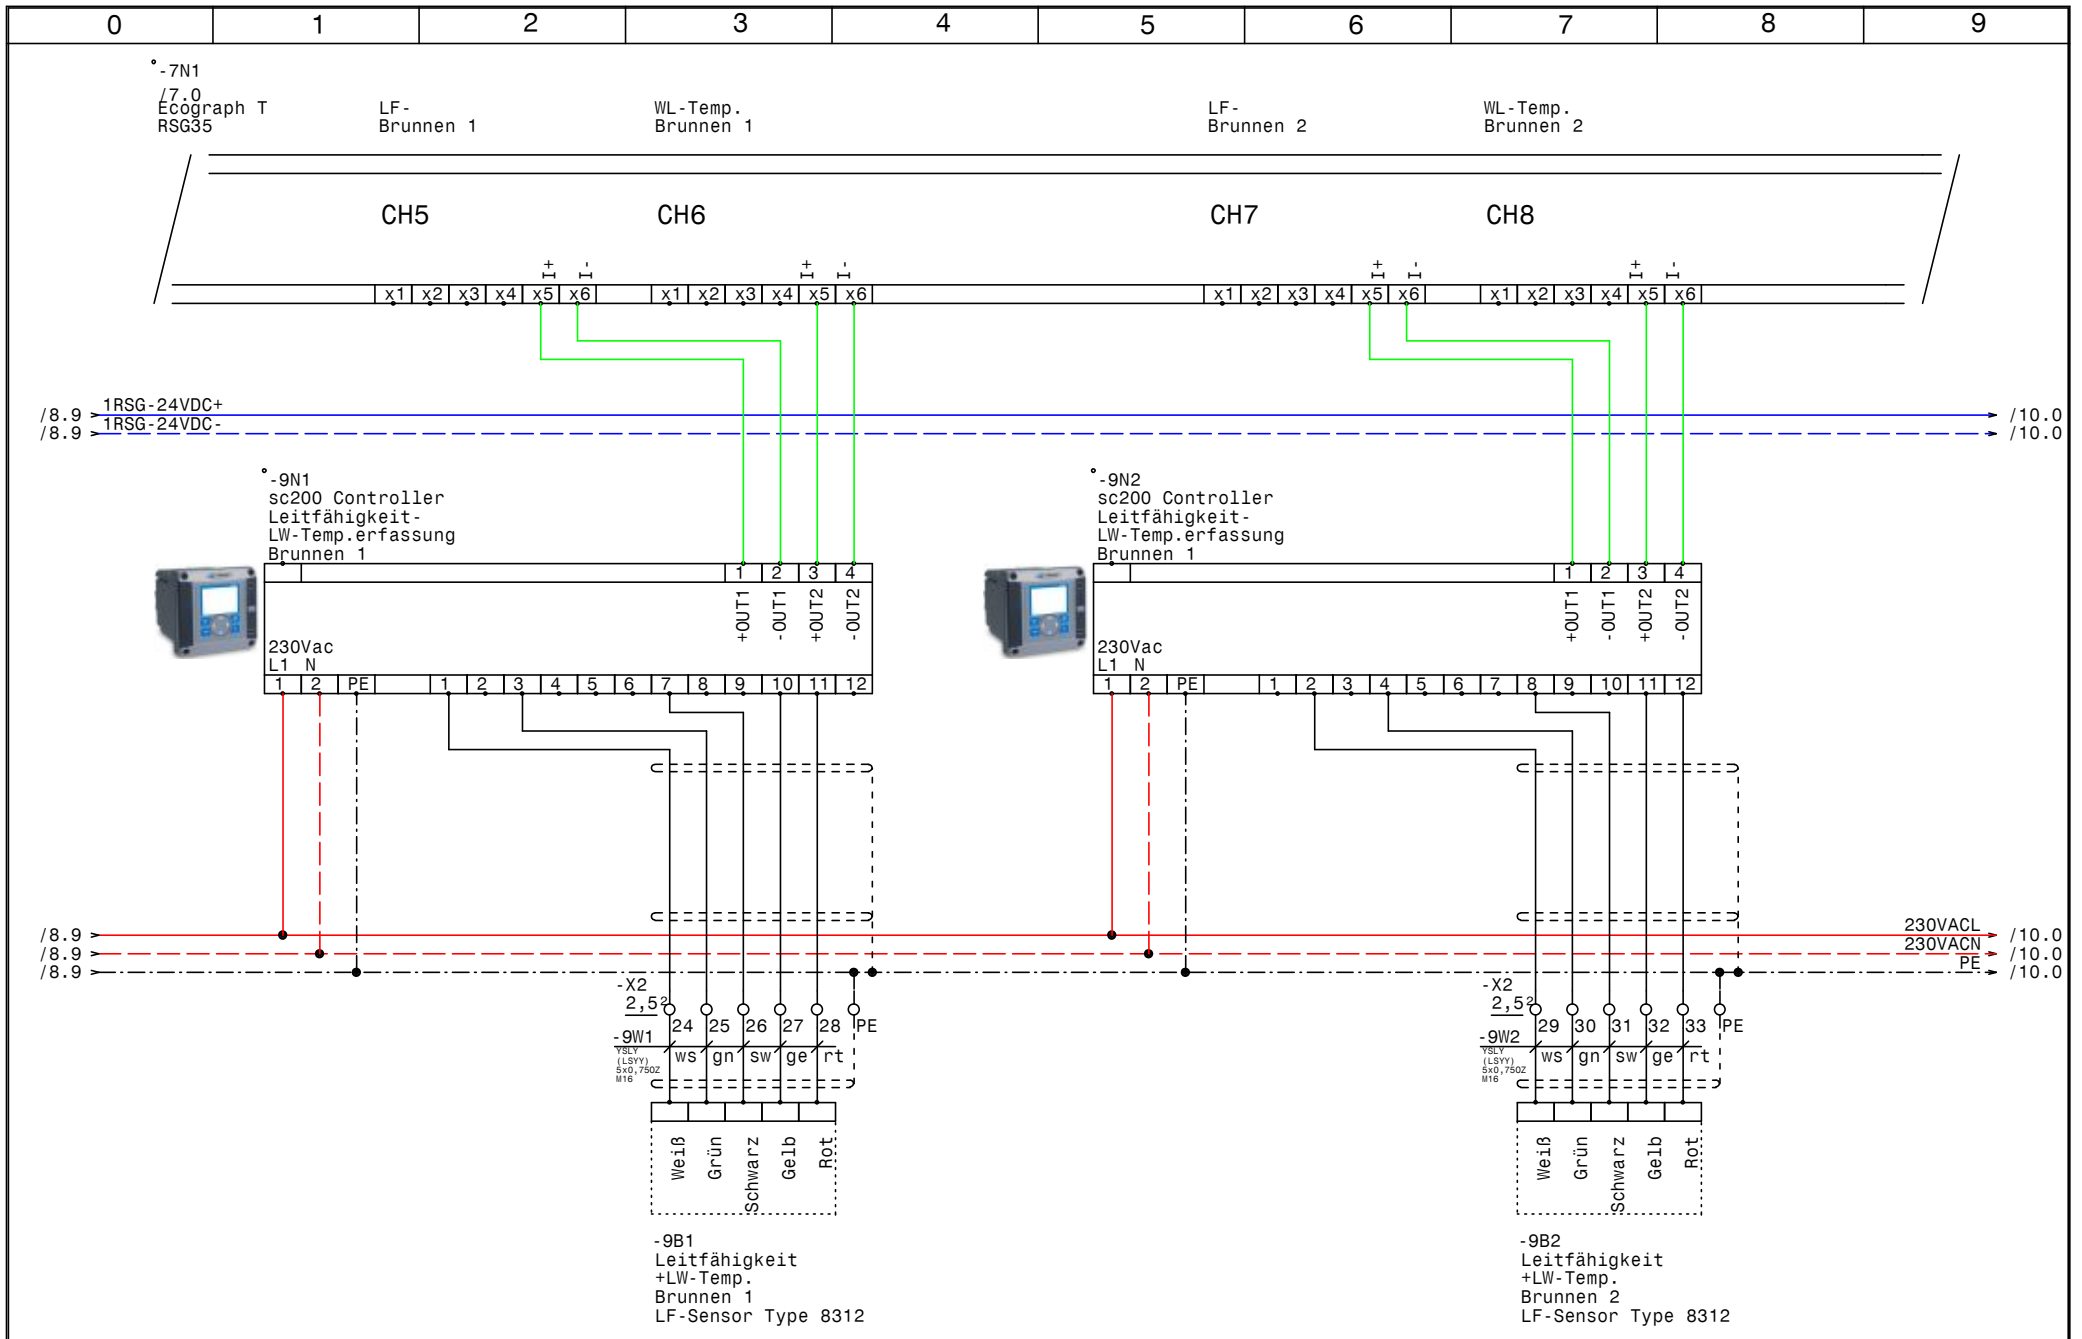 0 1 2 3 4 5 6 7 8 9
-7N1
/7.0
Ecograph T
RSG35
LF-
Brunnen 1
WL-Temp.
Brunnen 1
LF-
Brunnen 2
WL-Temp.
Brunnen 2
CH5 CH6 CH7 CH8
I+ I- I+ I- I+ I- I+ I-
x1 x2 x3 x4 x5 x6 x1 x2 x3 x4 x5 x6 x1 x2 x3 x4 x5 x6 x1 x2 x3 x4 x5 x6
/8.9 1RSG-24VDC+ /10.0
/8.9 1RSG-24VDC- /10.0
-9N1
sc200 Controller
Leitfähigkeit-
LW-Temp.erfassung
Brunnen 1
1 2 3 4
+OUT1 -OUT1 +OUT2 -OUT2
230Vac
L1 N
1 2 PE 1 2 3 4 5 6 7 8 9 10 11 12
-9N2
sc200 Controller
Leitfähigkeit-
LW-Temp.erfassung
Brunnen 1
1 2 3 4
+OUT1 -OUT1 +OUT2 -OUT2
230Vac
L1 N
1 2 PE 1 2 3 4 5 6 7 8 9 10 11 12
/8.9 230VACL /10.0
/8.9 230VACN /10.0
/8.9 PE /10.0
-X2
2,5²
24 25 26 27 28 PE
-9W1
YSLY
(LSYY)
5x0,75OZ
M16
ws gn sw ge rt
Weiß Grün Schwarz Gelb Rot
-9B1
Leitfähigkeit
+LW-Temp.
Brunnen 1
LF-Sensor Type 8312
-X2
2,5²
29 30 31 32 33 PE
-9W2
YSLY
(LSYY)
5x0,75OZ
M16
ws gn sw ge rt
Weiß Grün Schwarz Gelb Rot
-9B2
Leitfähigkeit
+LW-Temp.
Brunnen 2
LF-Sensor Type 8312